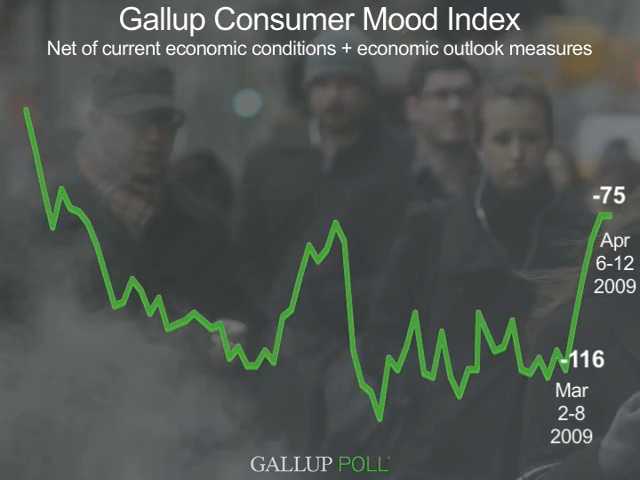 Gallup Consumer Mood Index
Net of current economic conditions + economic outlook measures
-75
Apr
6-12
2009
-116
Mar
2-8
2009
GALLUP POLL